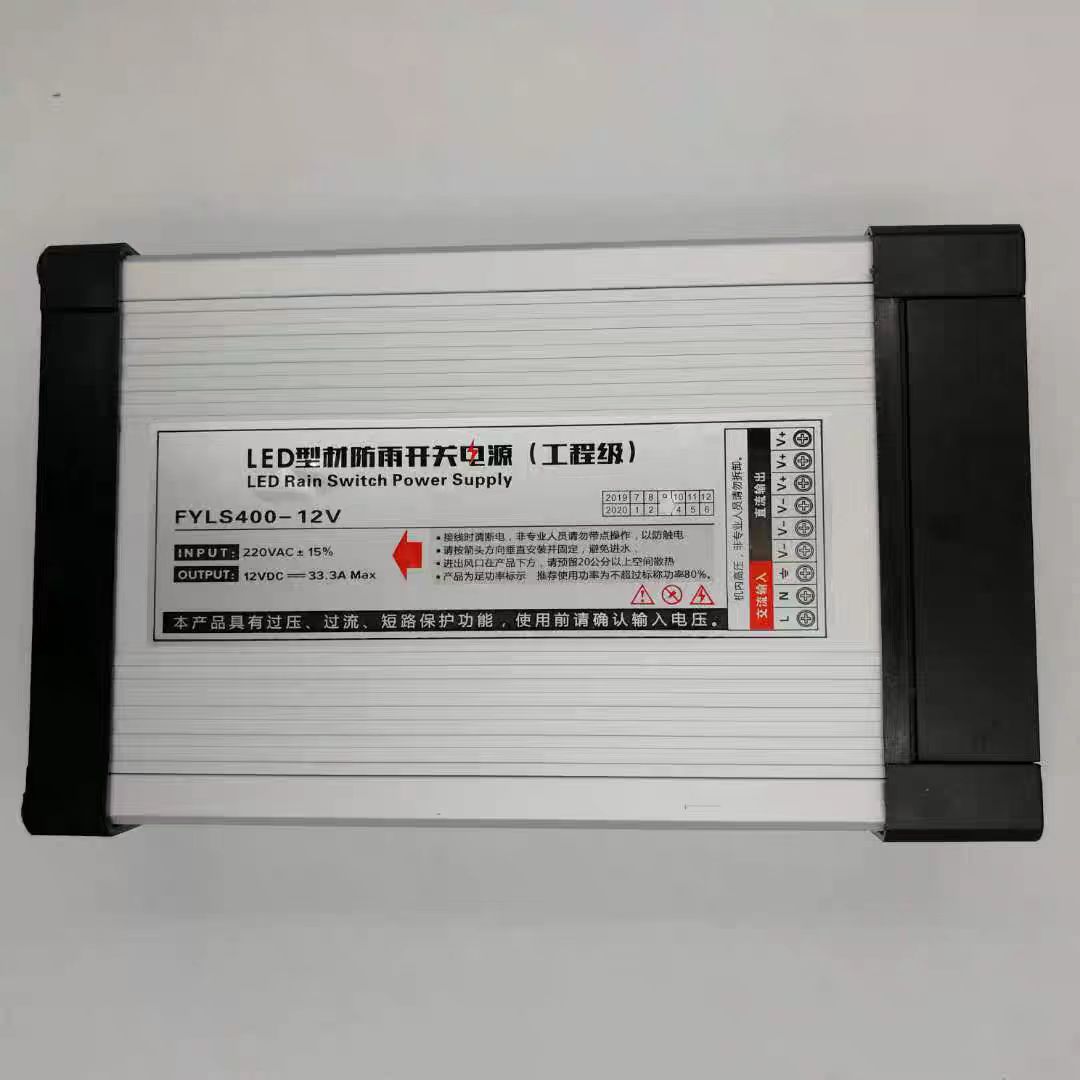 LED型材防雨开关电源（工程级）
LED Rain Switch Power Supply
2019 7 8 9 10 11 12
2020 1 2 4 5 6
FYLS400-12V
INPUT: 220VAC ± 15%
OUTPUT: 12VDC ⎓ 33.3A Max
•接线时请断电，非专业人员请勿带点操作，以防触电
•请按箭头方向垂直安装并固定，避免进水，
•进出风口在产品下方，请预留20公分以上空间散热
•产品为足功率标示 推荐使用功率为不超过标称功率80%。
本产品具有过压、过流、短路保护功能，使用前请确认输入电压。
机内高压，非专业人员请勿拆卸.
直流输出
交流输入
V+
V+
V+
V-
V-
V-
⏚
N
L